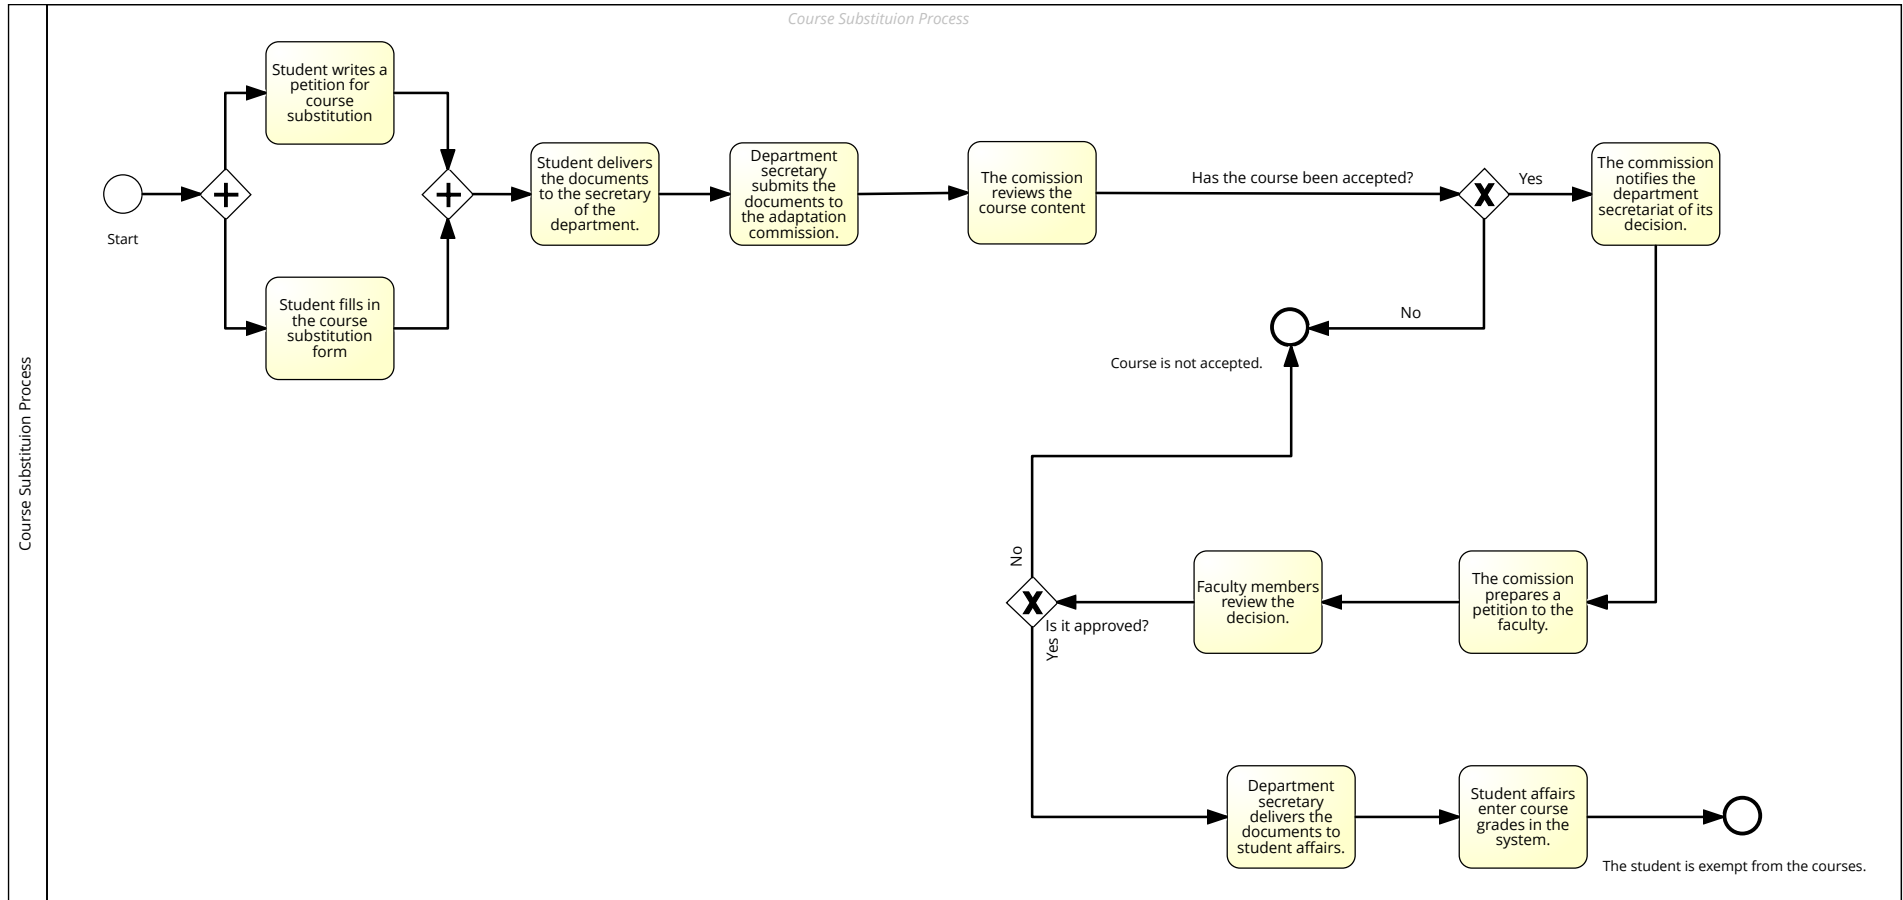 Course Substituion Process
Course Substituion Process
Start
Student writes a
petition for
course
substitution
Student fills in
the course
substitution
form
Student delivers
the documents
to the secretary
of the
department.
Department
secretary
submits the
documents to
the adaptation
commission.
The comission
reviews the
course content
Has the course been accepted?
Yes
The commission
notifies the
department
secretariat of its
decision.
No
Course is not accepted.
No
Is it approved?
Yes
Faculty members
review the
decision.
The comission
prepares a
petition to the
faculty.
Department
secretary
delivers the
documents to
student affairs.
Student affairs
enter course
grades in the
system.
The student is exempt from the courses.